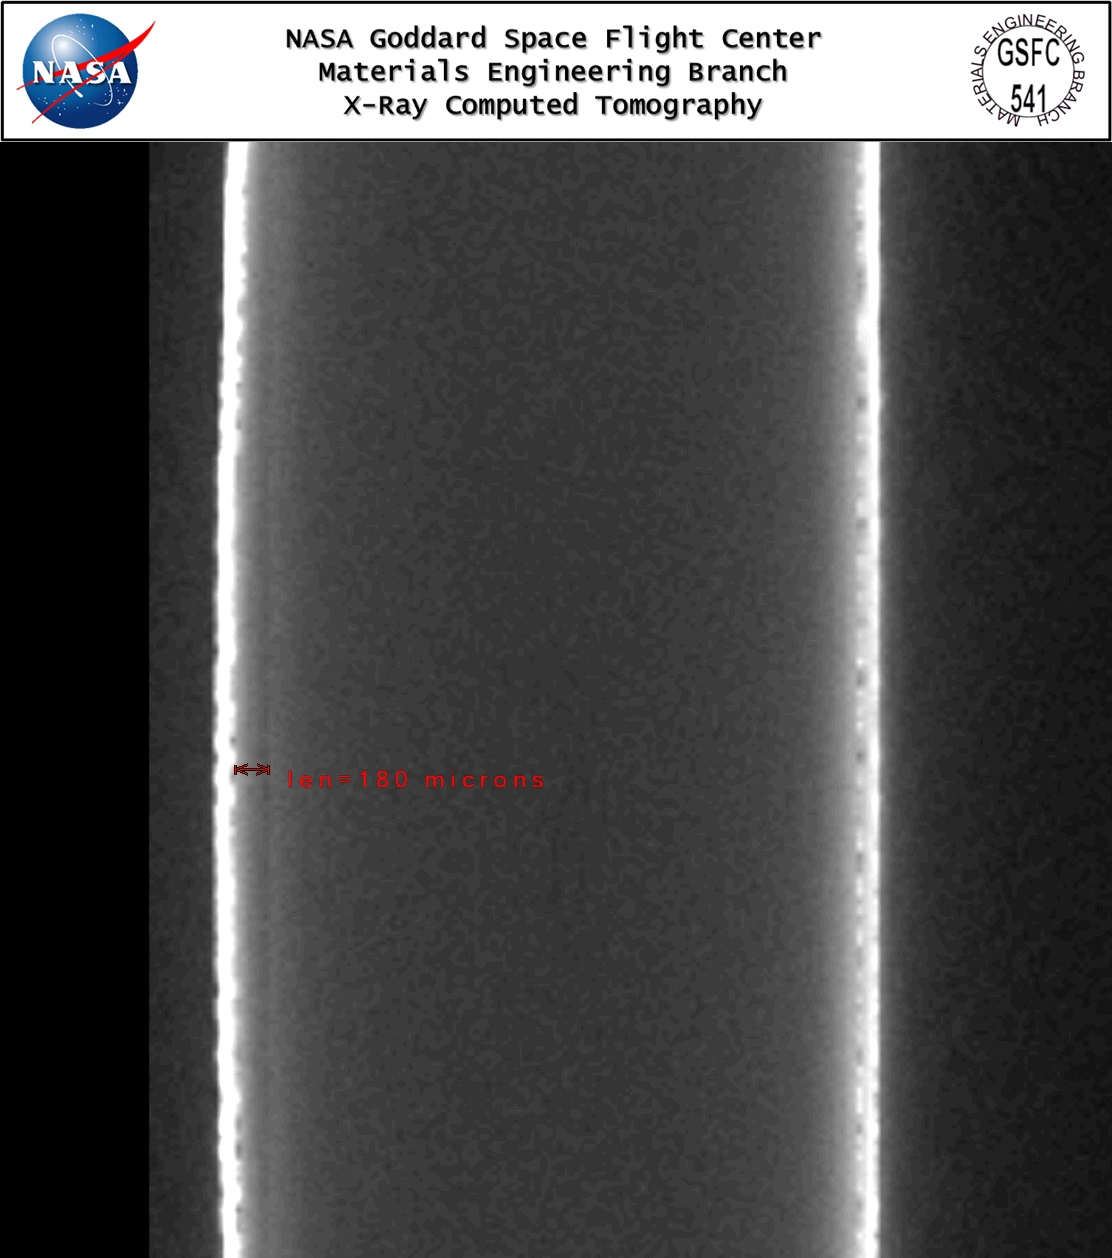 NASA
NASA Goddard Space Flight Center
Materials Engineering Branch
X-Ray Computed Tomography
MATERIALS ENGINEERING BRANCH
GSFC
541
len=180 microns